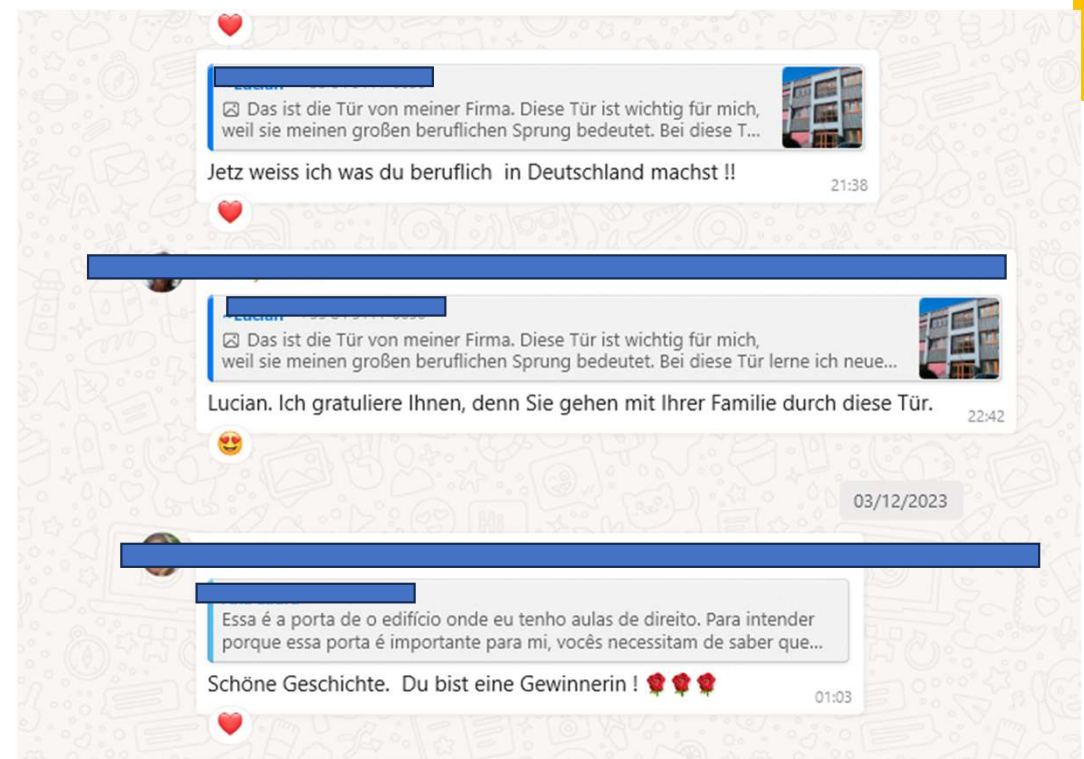 Das ist die Tür von meiner Firma. Diese Tür ist wichtig für mich,
weil sie meinen großen beruflichen Sprung bedeutet. Bei diese T...
Jetz weiss ich was du beruflich in Deutschland machst !!
21:38
Das ist die Tür von meiner Firma. Diese Tür ist wichtig für mich,
weil sie meinen großen beruflichen Sprung bedeutet. Bei diese Tür lerne ich neue...
Lucian. Ich gratuliere Ihnen, denn Sie gehen mit Ihrer Familie durch diese Tür.
22:42
03/12/2023
Essa é a porta de o edifício onde eu tenho aulas de direito. Para intender
porque essa porta é importante para mi, vocês necessitam de saber que...
Schöne Geschichte. Du bist eine Gewinnerin ! 🌹🌹🌹
01:03